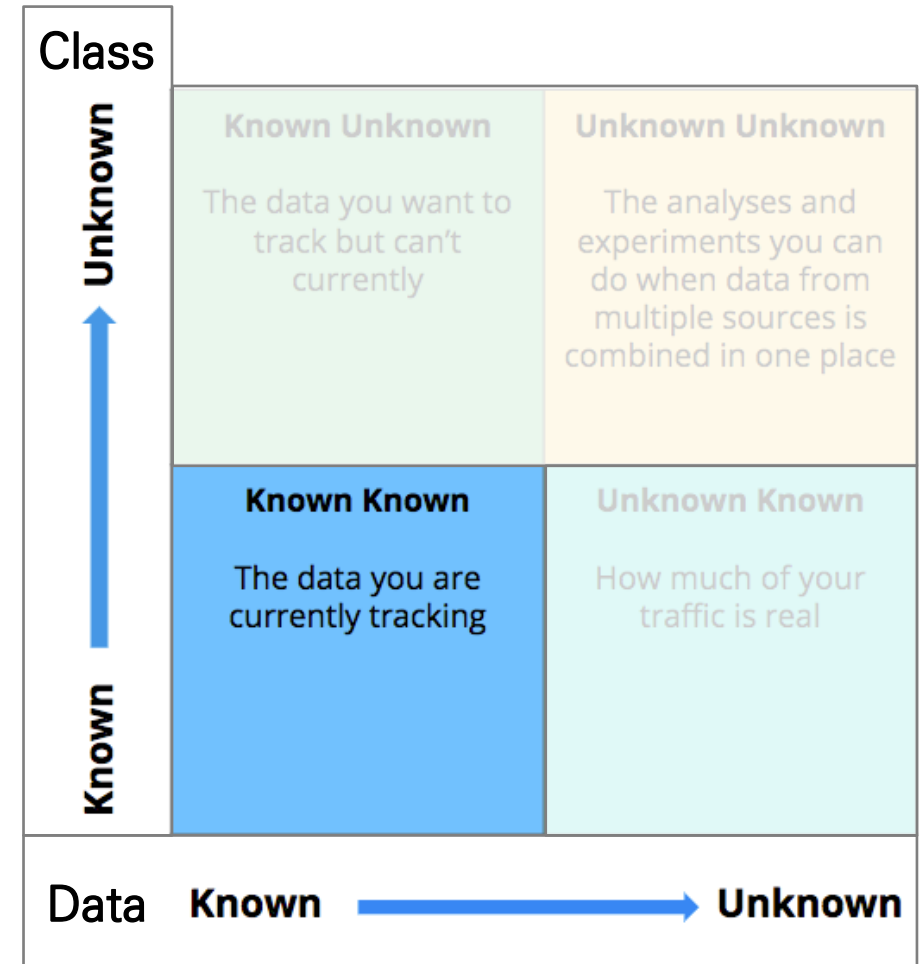 Class
Unknown
Known
Known Unknown
The data you want to
track but can't
currently
Unknown Unknown
The analyses and
experiments you can
do when data from
multiple sources is
combined in one place
Known Known
The data you are
currently tracking
Unknown Known
How much of your
traffic is real
Data
Known
Unknown